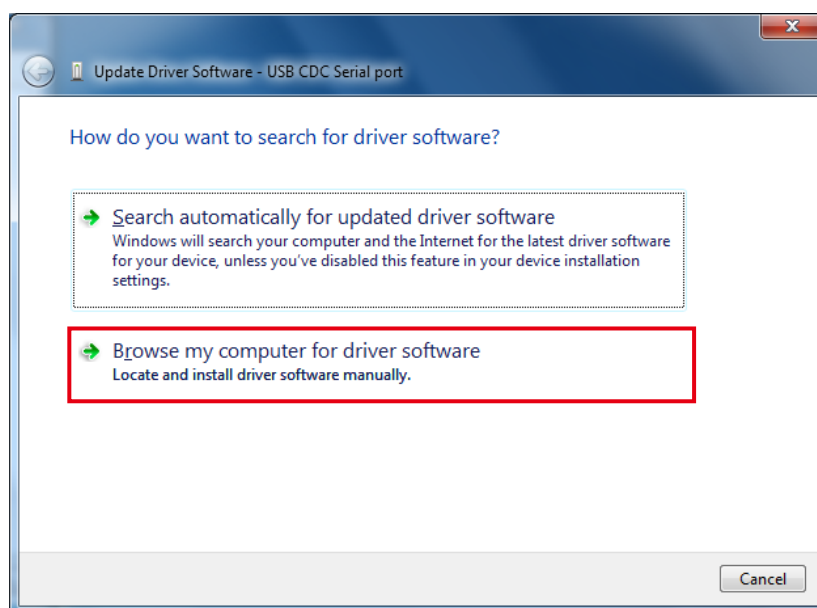 X
Update Driver Software - USB CDC Serial port
How do you want to search for driver software?
Search automatically for updated driver software
Windows will search your computer and the Internet for the latest driver software
for your device, unless you've disabled this feature in your device installation
settings.
Browse my computer for driver software
Locate and install driver software manually.
Cancel